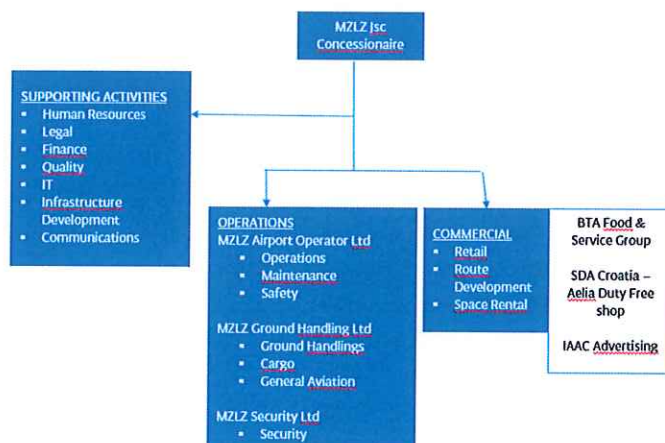 MZLZ Jsc
Concessionaire
SUPPORTING ACTIVITIES
▪ Human Resources
▪ Legal
▪ Finance
▪ Quality
▪ IT
▪ Infrastructure
Development
▪ Communications
OPERATIONS
MZLZ Airport Operator Ltd
▪ Operations
▪ Maintenance
▪ Safety
MZLZ Ground Handling Ltd
▪ Ground Handlings
▪ Cargo
▪ General Aviation
MZLZ Security Ltd
▪ Security
COMMERCIAL
▪ Retail
▪ Route
Development
▪ Space Rental
BTA Food &
Service Group
SDA Croatia –
Aelia Duty Free
shop
IAAC Advertising